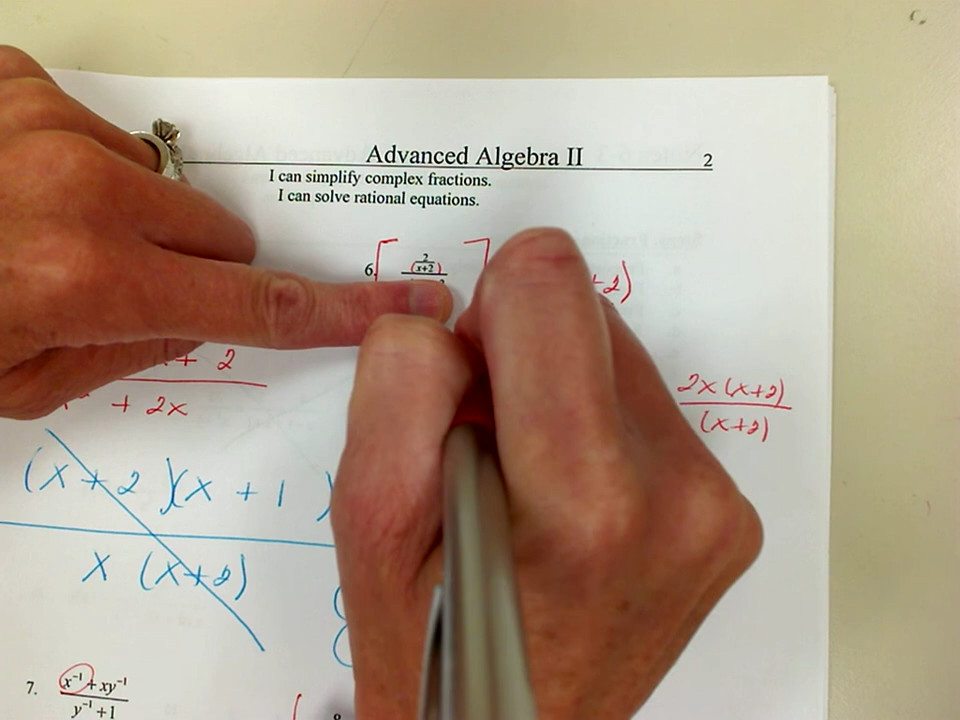 Advanced Algebra II 2
I can simplify complex fractions.
I can solve rational equations.
6.
2
(x+2)
+2)
+ 2
+ 2x
2x (x+2)
(x+2)
(x + 2)(x + 1)
x (x+2)
7.
x⁻¹ + xy⁻¹
y⁻¹ + 1